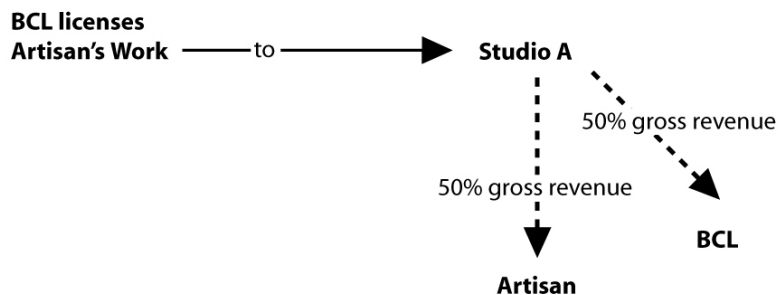 BCL licenses
Artisan’s Work
to
Studio A
50% gross revenue
50% gross revenue
BCL
Artisan